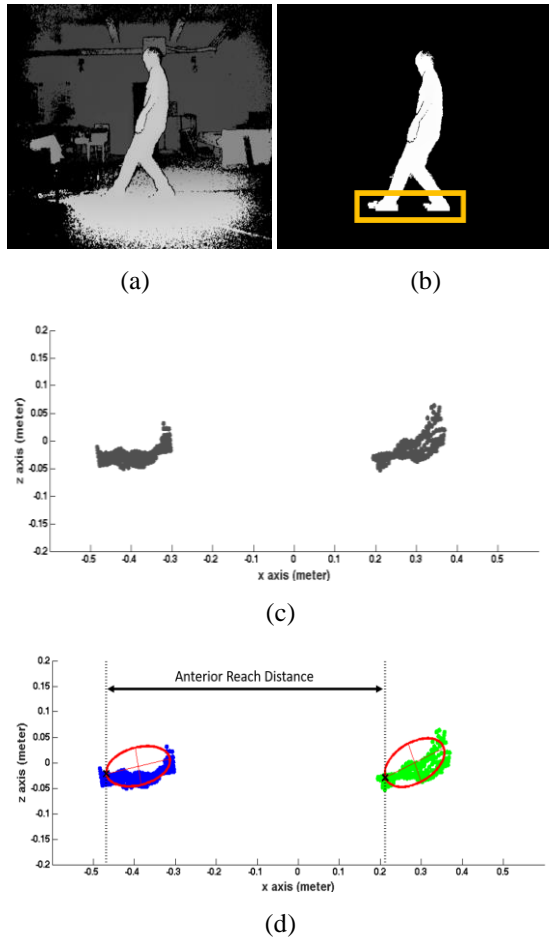 (a)
(b)
z axis (meter)
0.2
0.15
0.1
0.05
0
-0.05
-0.1
-0.15
-0.2
-0.5 -0.4 -0.3 -0.2 -0.1 0 0.1 0.2 0.3 0.4 0.5
x axis (meter)
(c)
Anterior Reach Distance
z axis (meter)
0.2
0.15
0.1
0.05
0
-0.05
-0.1
-0.15
-0.2
-0.5 -0.4 -0.3 -0.2 -0.1 0 0.1 0.2 0.3 0.4 0.5
x axis (meter)
(d)